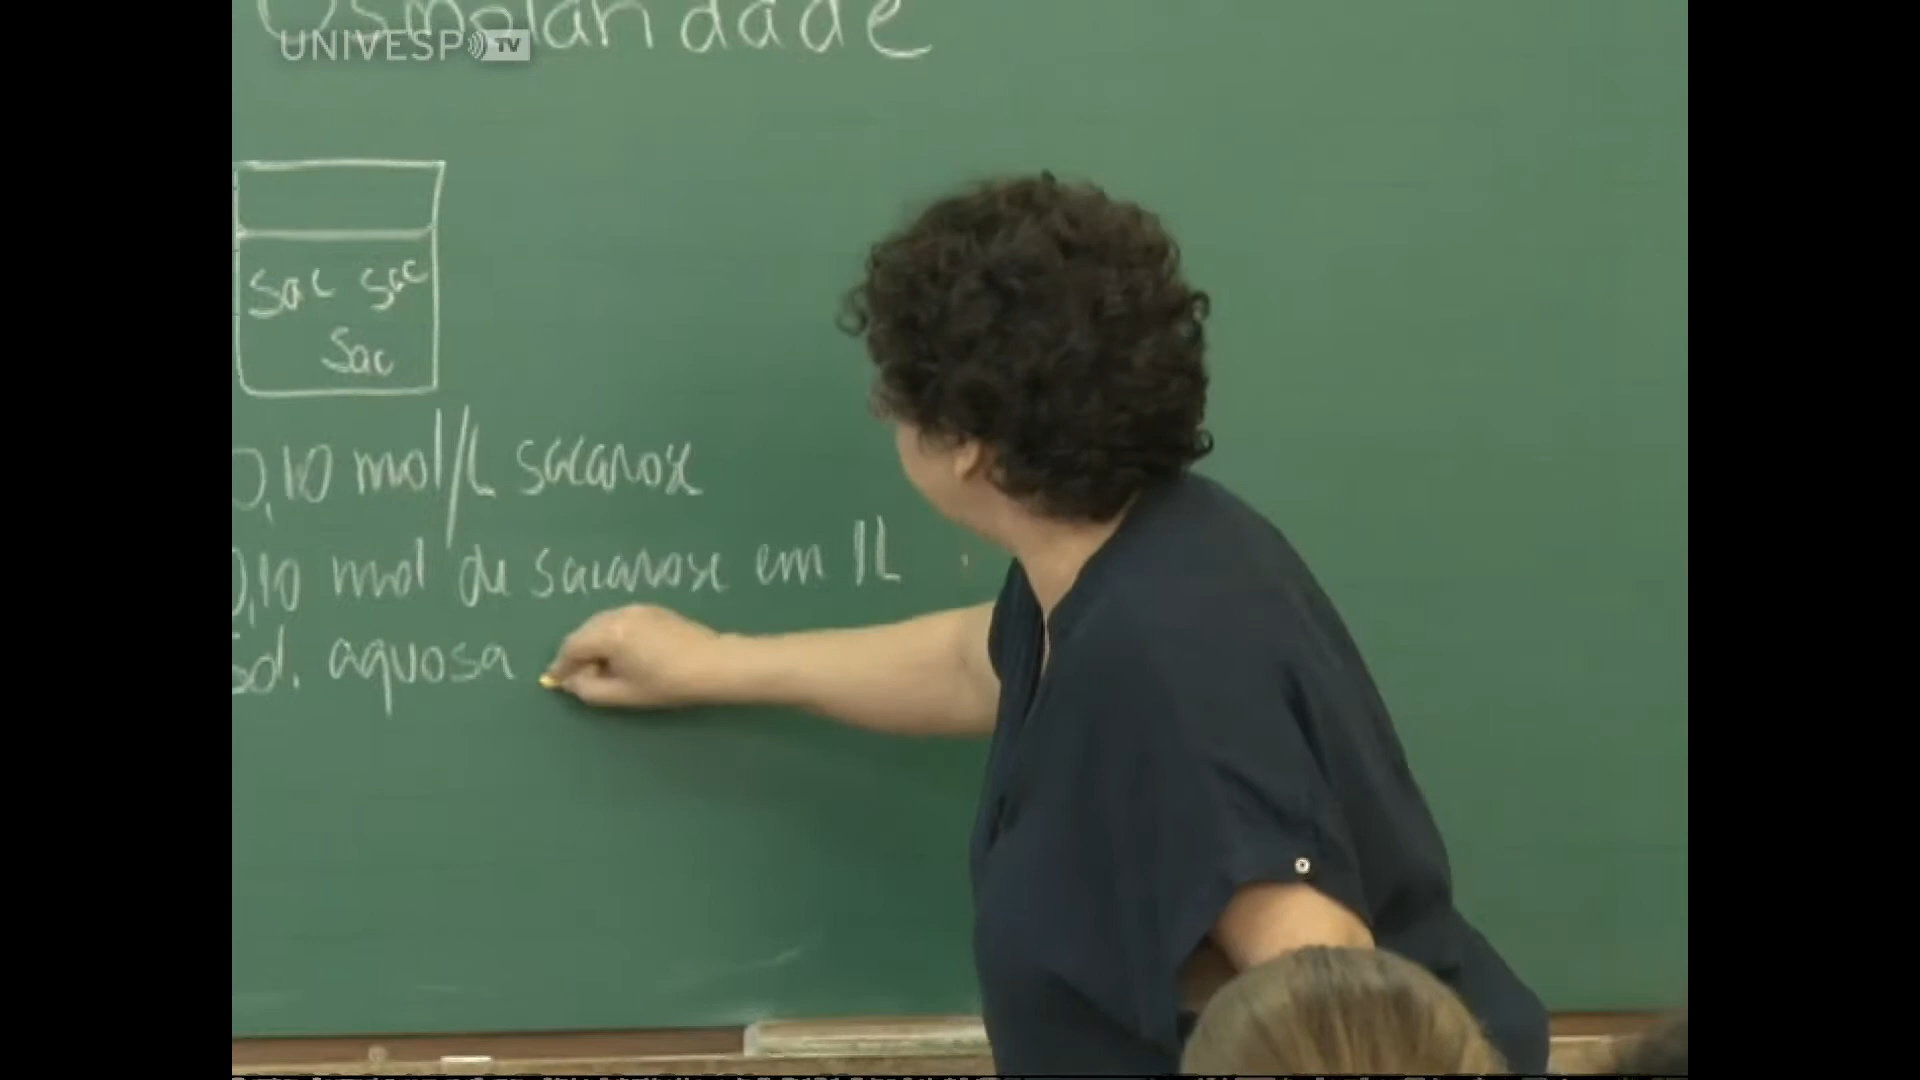 Osmolaridade
UNIVESP TV
Sac Sac
Sac
0,10 mol/L sacarose
0,10 mol de sacarose em 1L
Sol. aquosa